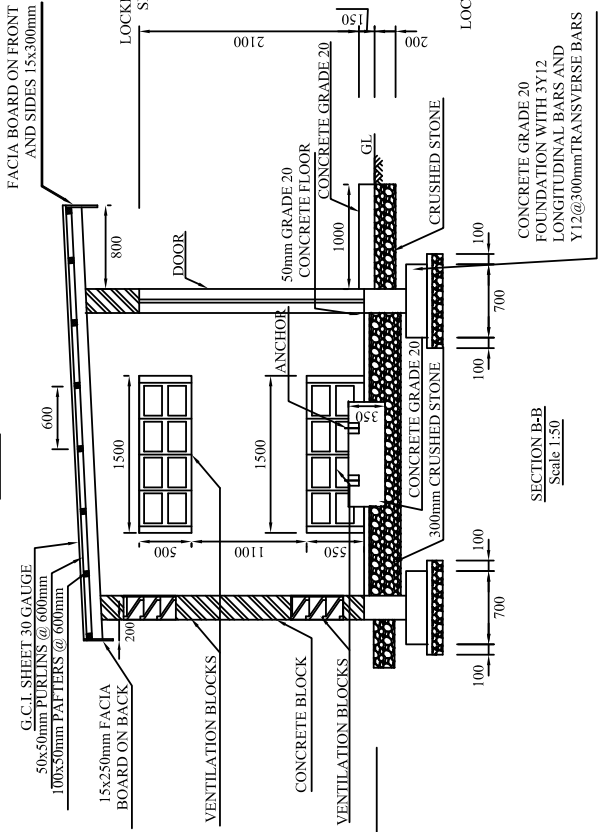 FACIA BOARD ON FRONT
AND SIDES 15x300mm
LOCKI
S
LOCK
G.C.I. SHEET 30 GAUGE
50x50mm PURLINS @ 600mm
100x50mm PAFTERS @ 600mm
15x250mm FACIA
BOARD ON BACK
600
800
200
2100
150
200
DOOR
50mm GRADE 20
CONCRETE FLOOR
CONCRETE GRADE 20
GL
1000
ANCHOR
1500
1500
500
1100
550
350
VENTILATION BLOCKS
CONCRETE BLOCK
VENTILATION BLOCKS
CONCRETE GRADE 20
300mm CRUSHED STONE
CRUSHED STONE
CONCRETE GRADE 20
FOUNDATION WITH 3Y12
LONGITUDINAL BARS AND
Y12@300mmTRANSVERSE BARS
100
700
100
100
700
100
SECTION B-B
Scale 1:50